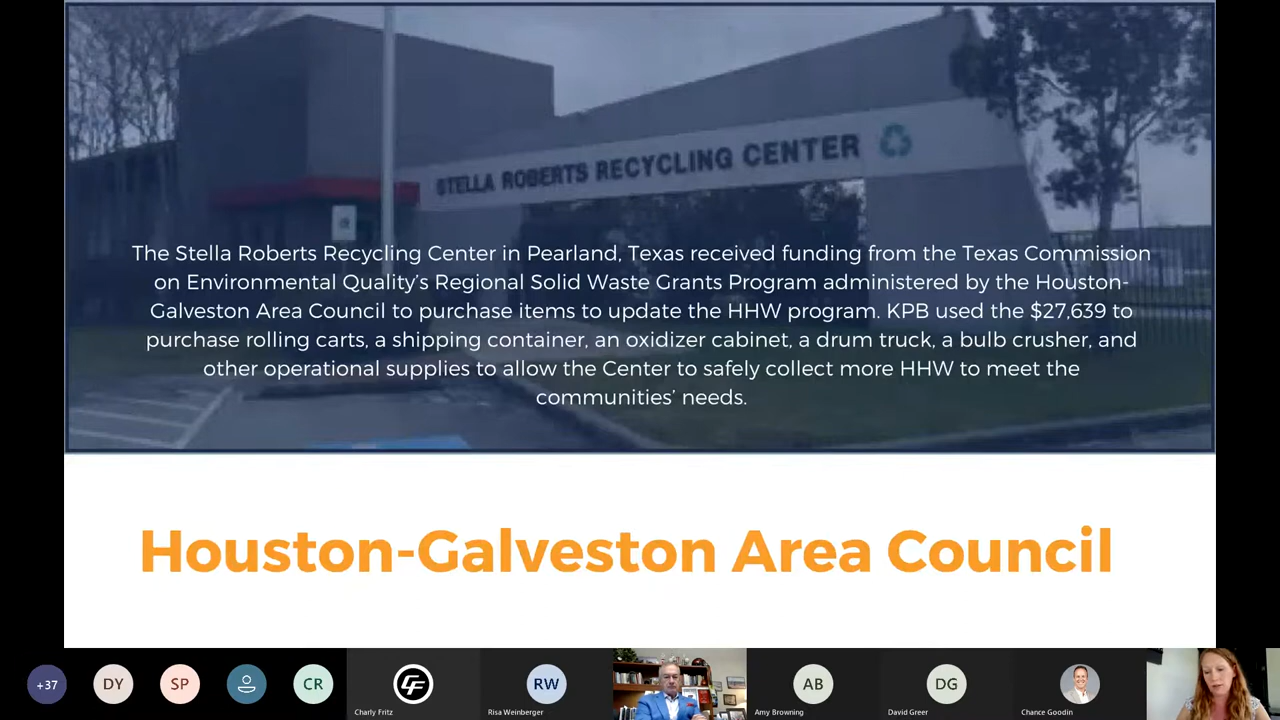 STELLA ROBERTS RECYCLING CENTER
The Stella Roberts Recycling Center in Pearland, Texas received funding from the Texas Commission
on Environmental Quality’s Regional Solid Waste Grants Program administered by the Houston-
Galveston Area Council to purchase items to update the HHW program. KPB used the $27,639 to
purchase rolling carts, a shipping container, an oxidizer cabinet, a drum truck, a bulb crusher, and
other operational supplies to allow the Center to safely collect more HHW to meet the
communities’ needs.
Houston-Galveston Area Council
+37
DY
SP
CR
CF
Charly Fritz
RW
Risa Weinberger
AB
Amy Browning
DG
David Greer
Chance Goodin